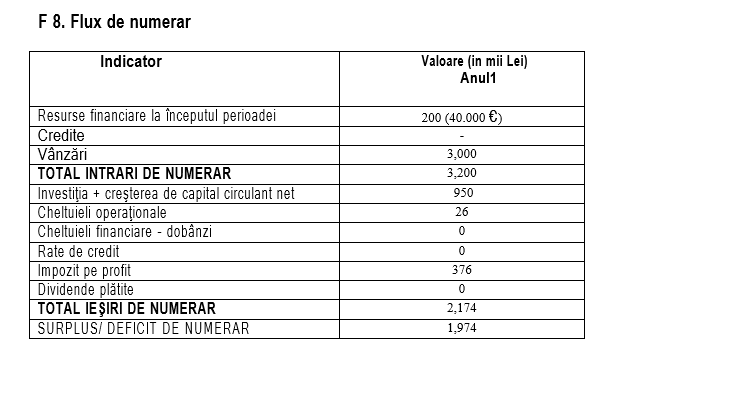 F 8. Flux de numerar
Indicator Valoare (in mii Lei)
Anul1
Resurse financiare la începutul perioadei 200 (40.000 €)
Credite -
Vânzări 3,000
TOTAL INTRARI DE NUMERAR 3,200
Investiţia + creşterea de capital circulant net 950
Cheltuieli operaţionale 26
Cheltuieli financiare - dobânzi 0
Rate de credit 0
Impozit pe profit 376
Dividende plătite 0
TOTAL IEŞIRI DE NUMERAR 2,174
SURPLUS/ DEFICIT DE NUMERAR 1,974